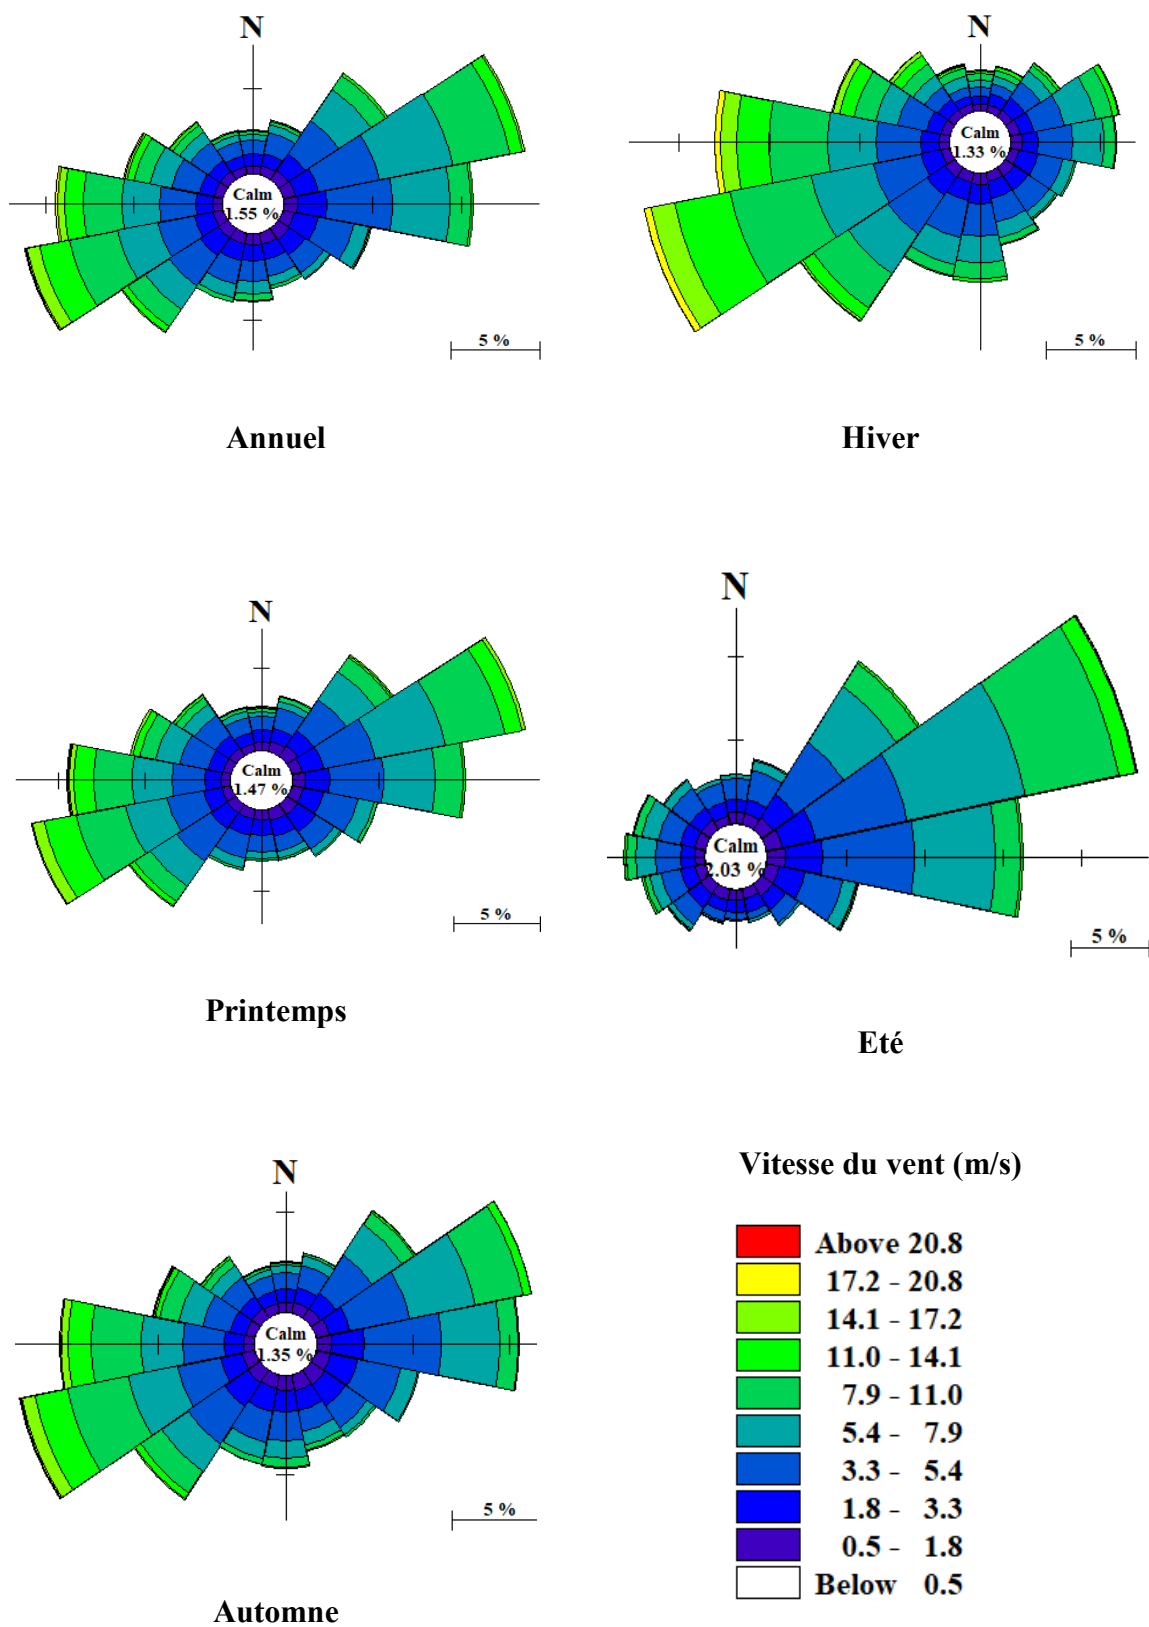 N
Calm
1.55 %
5 %
Annuel
N
Calm
1.33 %
5 %
Hiver
N
Calm
1.47 %
5 %
Printemps
N
Calm
2.03 %
5 %
Eté
N
Calm
1.35 %
5 %
Automne
Vitesse du vent (m/s)
Above 20.8
17.2 - 20.8
14.1 - 17.2
11.0 - 14.1
7.9 - 11.0
5.4 - 7.9
3.3 - 5.4
1.8 - 3.3
0.5 - 1.8
Below 0.5